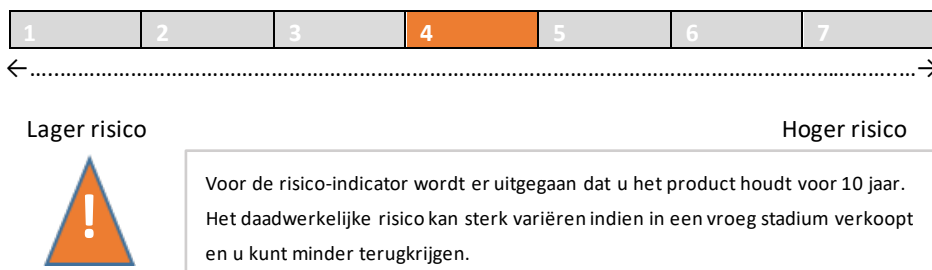 1 2 3 4 5 6 7
Lager risico Hoger risico
!
Voor de risico-indicator wordt er uitgegaan dat u het product houdt voor 10 jaar.
Het daadwerkelijke risico kan sterk variëren indien in een vroeg stadium verkoopt
en u kunt minder terugkrijgen.